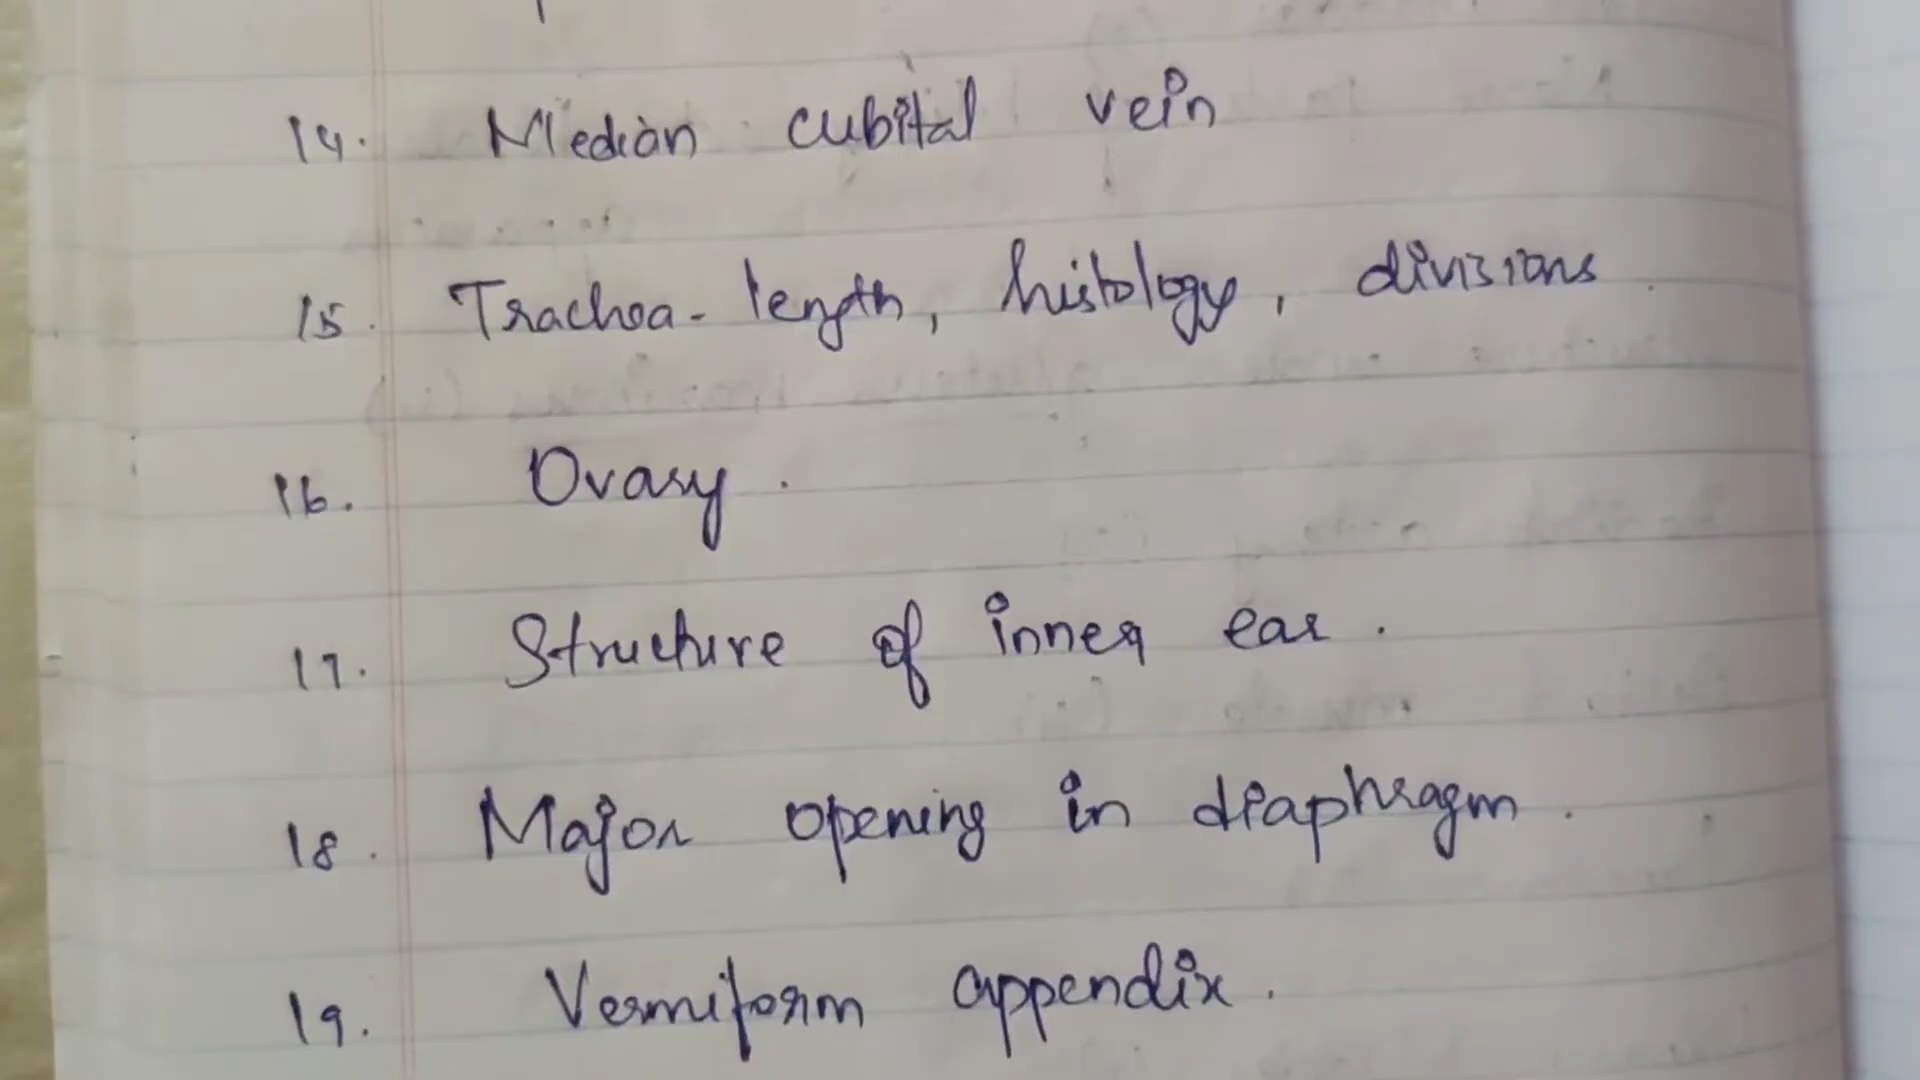 14. Median cubital vein
15. Trachea - length, histology, divisions
16. Ovary.
17. Structure of inner ear.
18. Major opening in diaphragm.
19. Vermiform appendix.